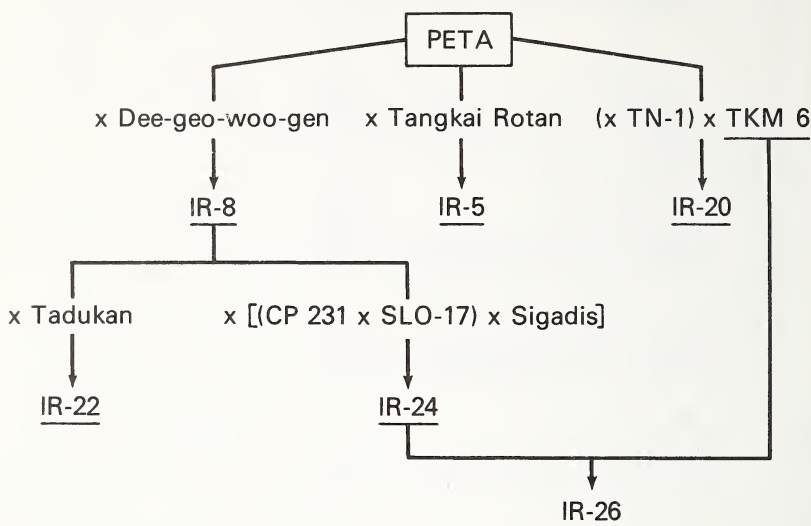 PETA
x Dee-geo-woo-gen x Tangkai Rotan (x TN-1) x TKM 6
IR-8 IR-5 IR-20
x Tadukan x [(CP 231 x SLO-17) x Sigadis]
IR-22 IR-24
IR-26